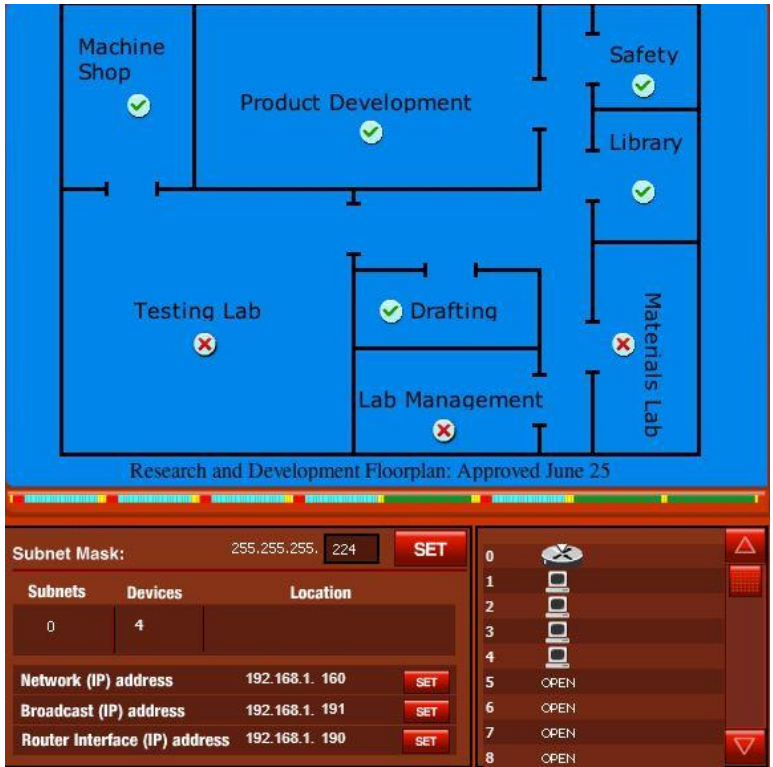 Machine
Shop
Product Development
Safety
Library
Testing Lab
Drafting
Materials Lab
Lab Management
Research and Development Floorplan: Approved June 25
Subnet Mask: 255.255.255. 224 SET
Subnets Devices Location
0 4
Network (IP) address 192.168.1. 160 SET
Broadcast (IP) address 192.168.1. 191 SET
Router Interface (IP) address 192.168.1. 190 SET
0
1
2
3
4
5 OPEN
6 OPEN
7 OPEN
8 OPEN